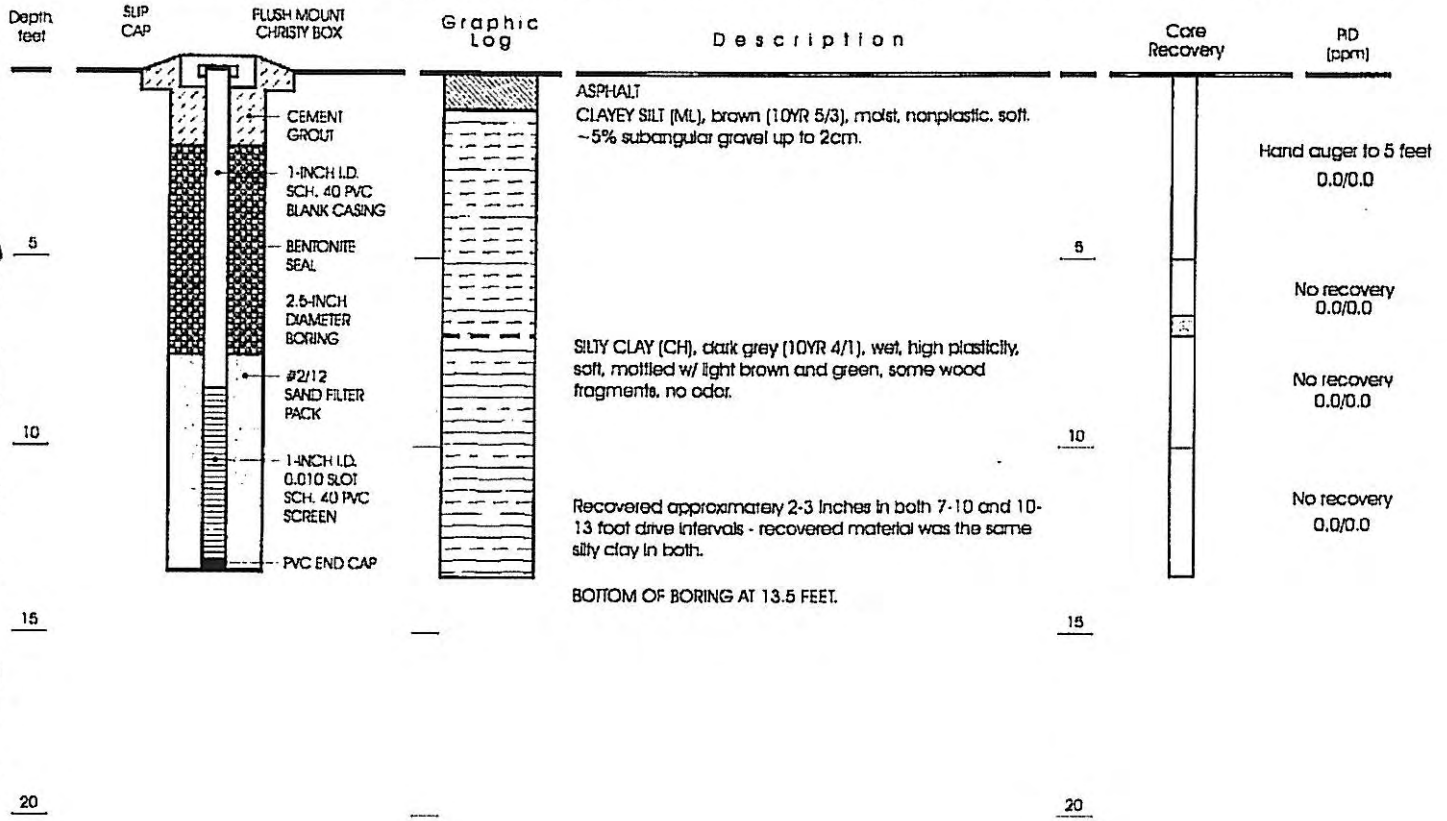 Depth
feet
SLIP
CAP
FLUSH MOUNT
CHRISTY BOX
Graphic
Log
Description
Core
Recovery
PID
(ppm)
CEMENT
GROUT
1-INCH I.D.
SCH. 40 PVC
BLANK CASING
BENTONITE
SEAL
2.5-INCH
DIAMETER
BORING
#2/12
SAND FILTER
PACK
1-INCH I.D.
0.010 SLOT
SCH. 40 PVC
SCREEN
PVC END CAP
5
10
15
20
ASPHALT
CLAYEY SILT (ML), brown (10YR 5/3), moist, nonplastic, soft.
~5% subangular gravel up to 2cm.
SILTY CLAY (CH), dark grey (10YR 4/1), wet, high plasticity,
soft, mottled w/ light brown and green, some wood
fragments, no odor.
Recovered approximately 2-3 inches in both 7-10 and 10-
13 foot drive intervals - recovered material was the same
silty clay in both.
BOTTOM OF BORING AT 13.5 FEET.
5
10
15
20
Hand auger to 5 feet
0.0/0.0
No recovery
0.0/0.0
No recovery
0.0/0.0
No recovery
0.0/0.0